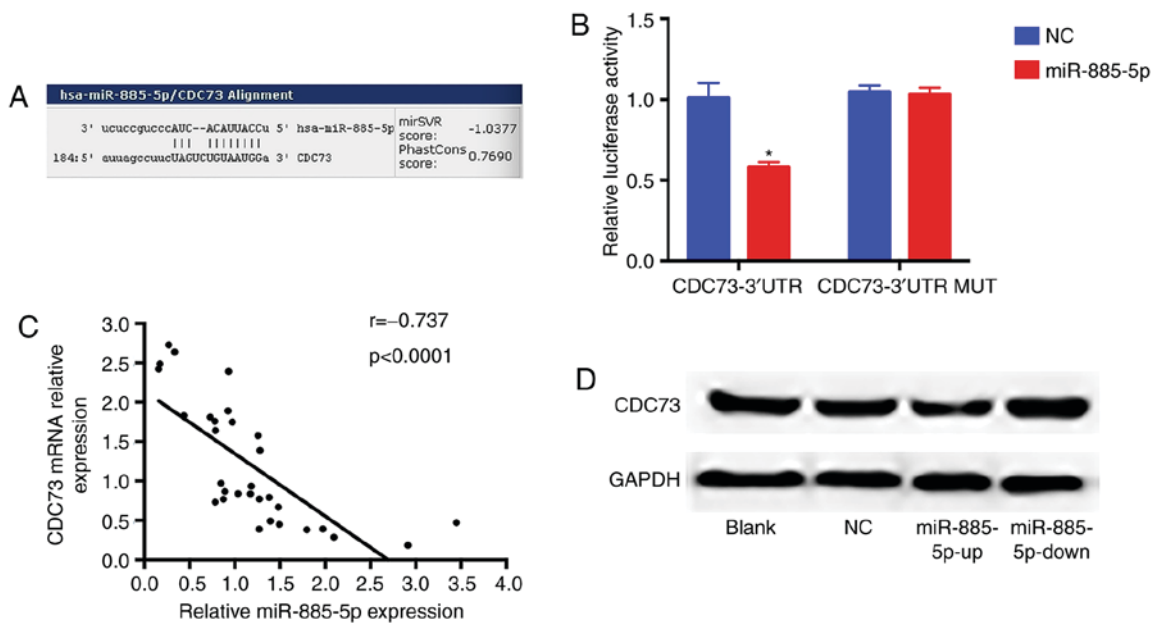 A
hsa-miR-885-5p/CDC73 Alignment
3' ucuccgucccAUC--ACAUUACCu 5' hsa-miR-885-5p
||| ||||||||
184:5' auuagccuucUAGUCUGUAAUGGa 3' CDC73
mirSVR score: -1.0377
PhastCons score: 0.7690
B
Relative luciferase activity
1.5
1.0
0.5
0.0
*
CDC73-3′UTR
CDC73-3′UTR MUT
NC
miR-885-5p
C
CDC73 mRNA relative
expression
3.0
2.5
2.0
1.5
1.0
0.5
0.0
r=−0.737
p<0.0001
0.0 0.5 1.0 1.5 2.0 2.5 3.0 3.5 4.0
Relative miR-885-5p expression
D
CDC73
GAPDH
Blank
NC
miR-885-
5p-up
miR-885-
5p-down